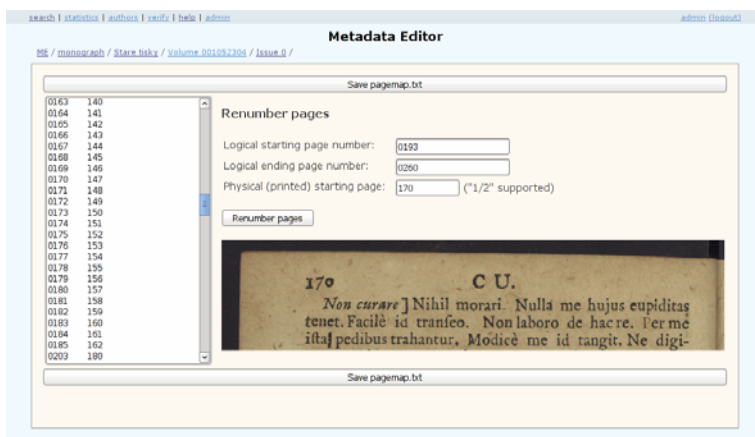 search | statistics | authors | verify | help | admin
admin (logout)
Metadata Editor
ME / monograph / Stare tisky / Volume 001052304 / Issue 0 /
Save pagemap.txt
0163 140
0164 141
0165 142
0166 143
0167 144
0168 145
0169 146
0170 147
0171 148
0172 149
0173 150
0174 151
0175 152
0176 153
0177 154
0178 155
0179 156
0180 157
0181 158
0182 159
0183 160
0184 161
0185 162
0203 180
Renumber pages
Logical starting page number: 0193
Logical ending page number: 0260
Physical (printed) starting page: 170 ("1/2" supported)
Renumber pages
170 C U.
Non curare ] Nihil morari. Nulla me hujus cupiditas
tenet. Facilè id tranſeo. Non laboro de hac re. Per me
iſta pedibus trahantur, Modicè me id tangit. Ne digi-
Save pagemap.txt